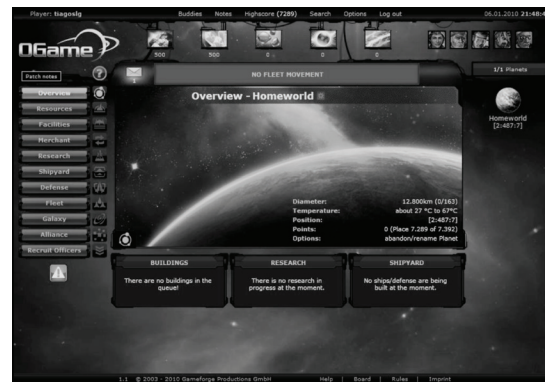 Player: tiagoslg Buddies Notes Highscore (7289) Search Options Log out 06.01.2010 21:48:4
OGame
500 500 0 0 0
Patch notes ?
1/1 Planets
NO FLEET MOVEMENT
Overview
Resources
Facilities
Merchant
Research
Shipyard
Defense
Fleet
Galaxy
Alliance
Recruit Officers
Overview - Homeworld
Diameter: 12.800km (0/163)
Temperature: about 27 °C to 67°C
Position: [2:487:7]
Points: 0 (Place 7.289 of 7.392)
Options: abandon/rename Planet
Homeworld
[2:487:7]
BUILDINGS
There are no buildings in the
queue!
RESEARCH
There is no research in
progress at the moment.
SHIPYARD
No ships/defense are being
built at the moment.
1.1 © 2003 - 2010 Gameforge Productions GmbH Help | Board | Rules | Imprint